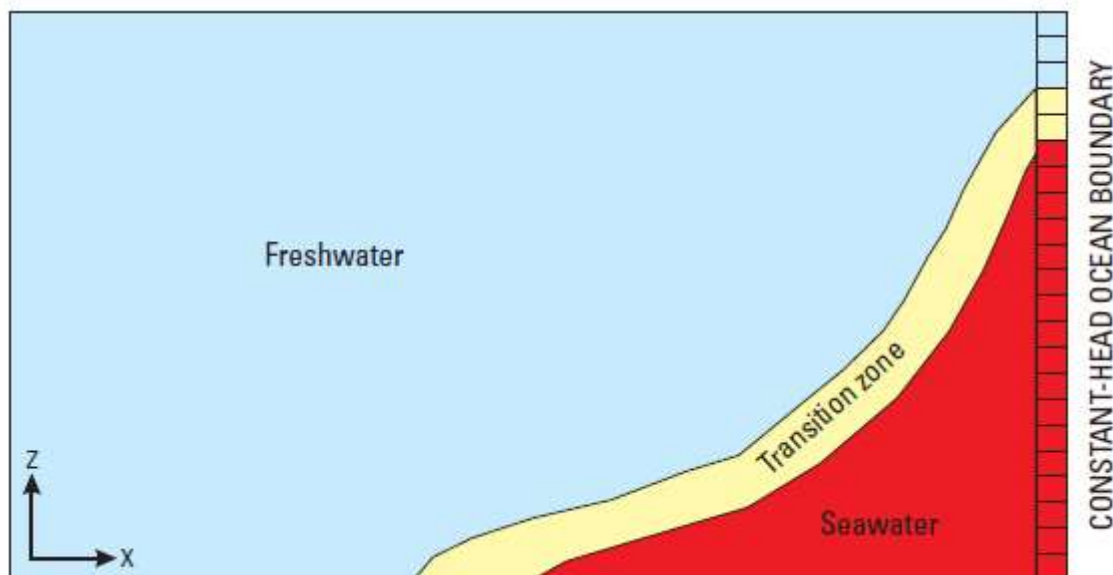 Freshwater
Transition zone
Seawater
Z
X
CONSTANT-HEAD OCEAN BOUNDARY